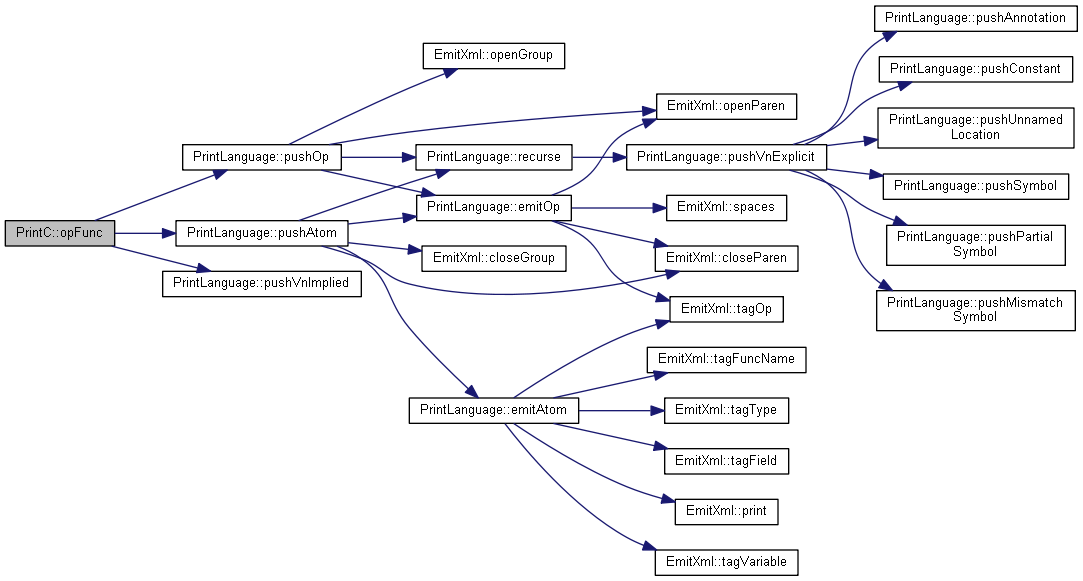 PrintC::opFunc
PrintLanguage::pushOp
PrintLanguage::pushAtom
PrintLanguage::pushVnImplied
EmitXml::openGroup
PrintLanguage::recurse
PrintLanguage::emitOp
EmitXml::closeGroup
PrintLanguage::emitAtom
EmitXml::openParen
PrintLanguage::pushVnExplicit
EmitXml::spaces
EmitXml::closeParen
EmitXml::tagOp
EmitXml::tagFuncName
EmitXml::tagType
EmitXml::tagField
EmitXml::print
EmitXml::tagVariable
PrintLanguage::pushAnnotation
PrintLanguage::pushConstant
PrintLanguage::pushUnnamed
Location
PrintLanguage::pushSymbol
PrintLanguage::pushPartial
Symbol
PrintLanguage::pushMismatch
Symbol